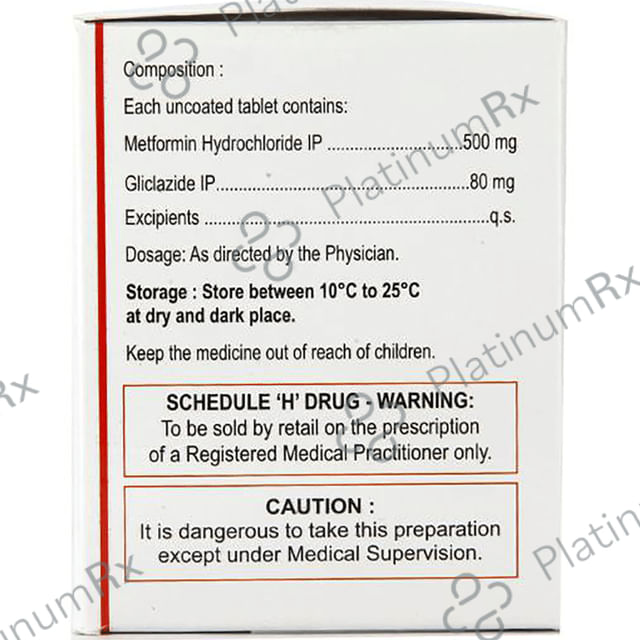 Composition :
Each uncoated tablet contains:
Metformin Hydrochloride IP ..............................500 mg
Gliclazide IP..............................................80 mg
Excipients ....................................................q.s.
Dosage: As directed by the Physician.
Storage : Store between 10°C to 25°C
at dry and dark place.
Keep the medicine out of reach of children.
SCHEDULE ‘H’ DRUG - WARNING:
To be sold by retail on the prescription
of a Registered Medical Practitioner only.
CAUTION :
It is dangerous to take this preparation
except under Medical Supervision.
PlatinumRx
PlatinumRx